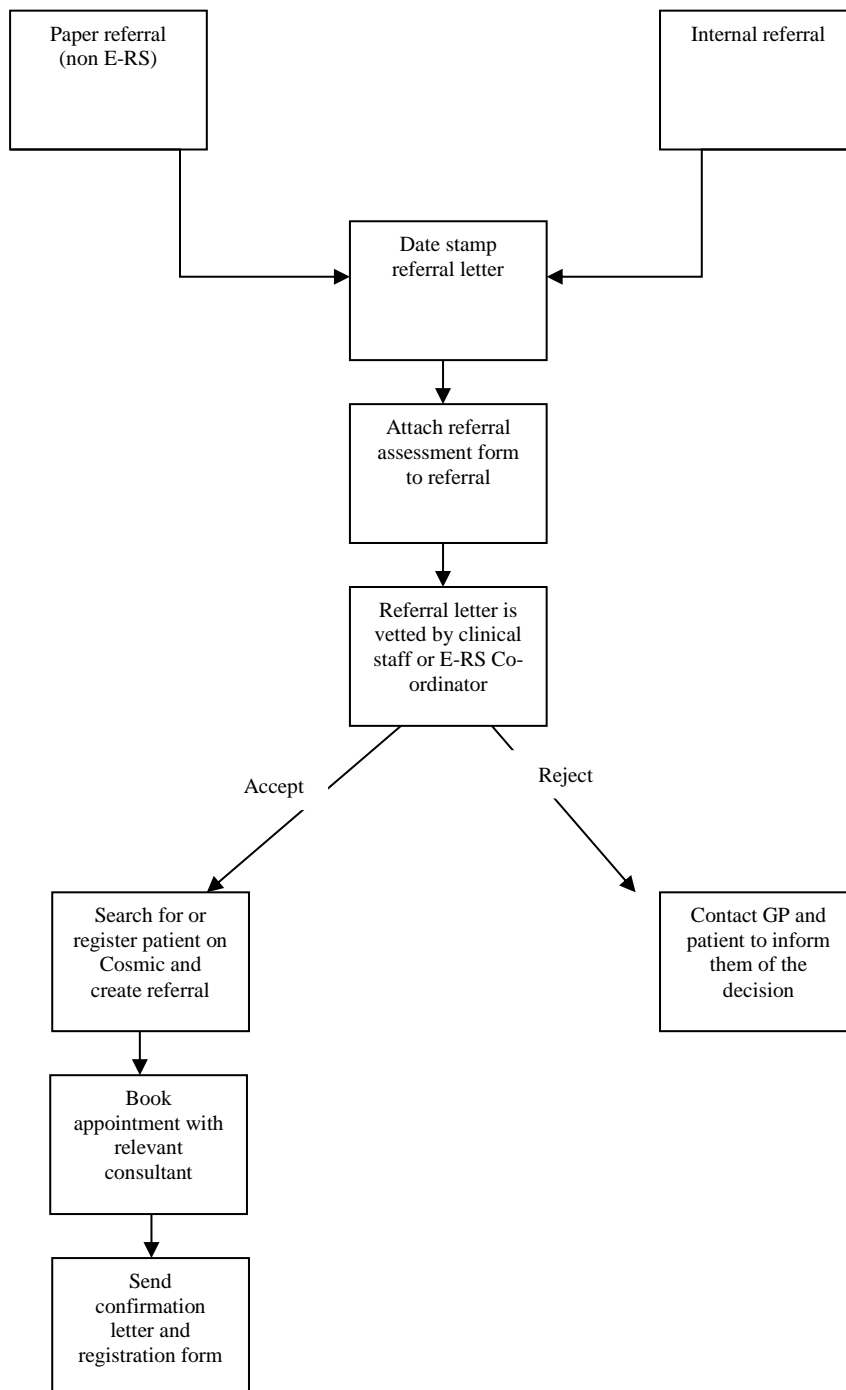 Paper referral
(non E-RS)
Internal referral
Date stamp
referral letter
Attach referral
assessment form
to referral
Referral letter is
vetted by clinical
staff or E-RS Co-
ordinator
Accept
Reject
Search for or
register patient on
Cosmic and
create referral
Contact GP and
patient to inform
them of the
decision
Book
appointment with
relevant
consultant
Send
confirmation
letter and
registration form